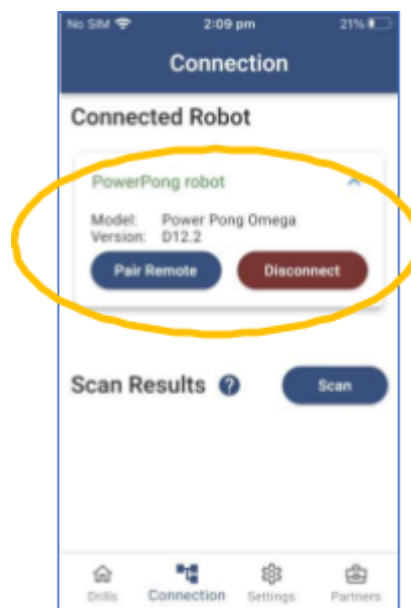 No SIM 2:09 pm 21%
Connection
Connected Robot
PowerPong robot
Model: Power Pong Omega
Version: D12.2
Pair Remote Disconnect
Scan Results ? Scan
Drills Connection Settings Partners